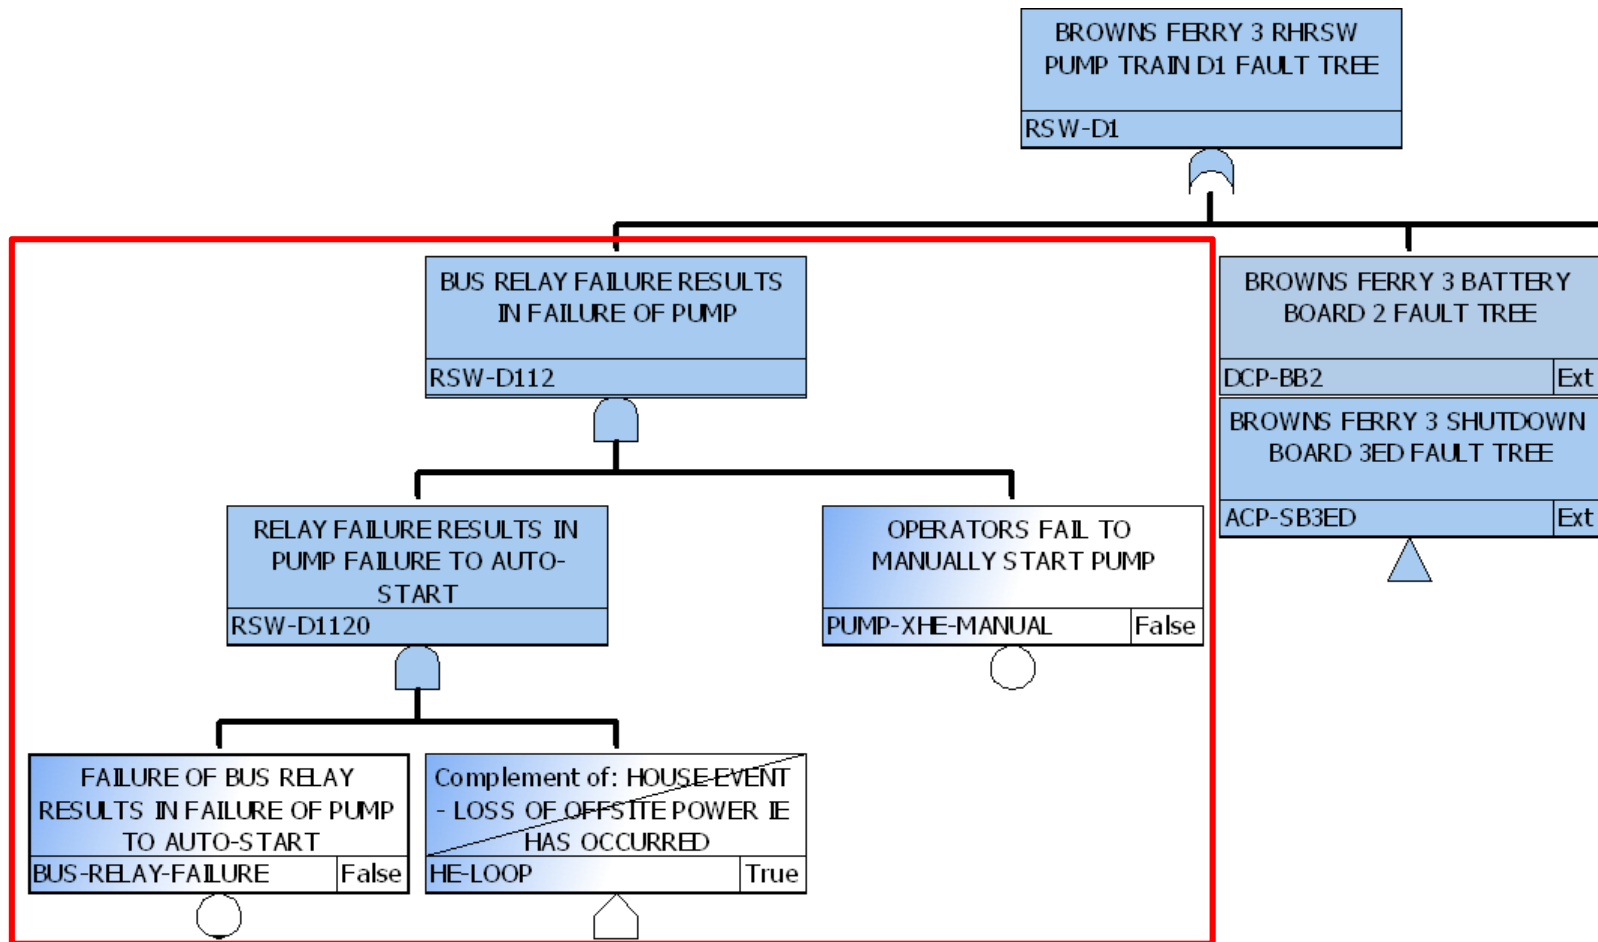 BROWNS FERRY 3 RHRSW
PUMP TRAIN D1 FAULT TREE
RSW-D1
BUS RELAY FAILURE RESULTS
IN FAILURE OF PUMP
RSW-D112
BROWNS FERRY 3 BATTERY
BOARD 2 FAULT TREE
DCP-BB2 Ext
BROWNS FERRY 3 SHUTDOWN
BOARD 3ED FAULT TREE
ACP-SB3ED Ext
RELAY FAILURE RESULTS IN
PUMP FAILURE TO AUTO-
START
RSW-D1120
OPERATORS FAIL TO
MANUALLY START PUMP
PUMP-XHE-MANUAL False
FAILURE OF BUS RELAY
RESULTS IN FAILURE OF PUMP
TO AUTO-START
BUS-RELAY-FAILURE False
Complement of: HOUSE EVENT
- LOSS OF OFFSITE POWER IE
HAS OCCURRED
HE-LOOP True